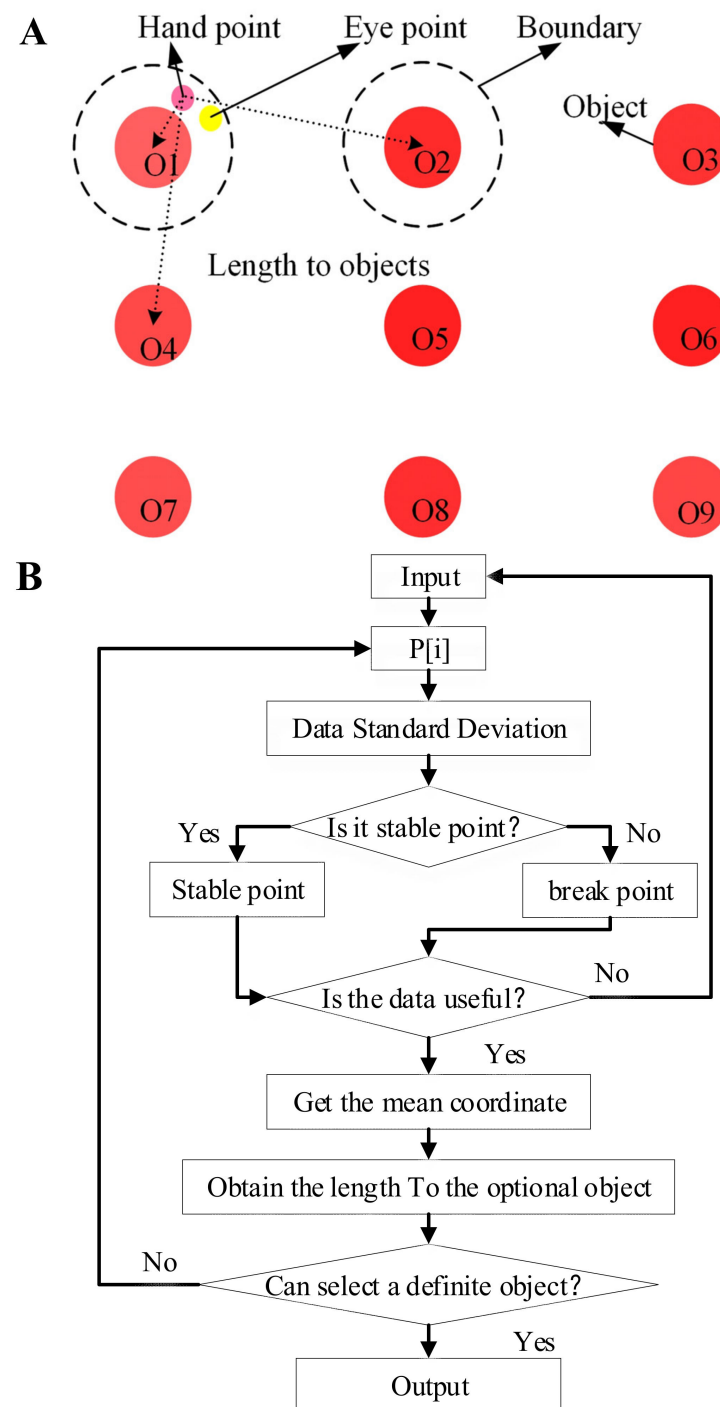 A
Hand point
Eye point
Boundary
Object
O1
O2
O3
Length to objects
O4
O5
O6
O7
O8
O9
B
Input
P[i]
Data Standard Deviation
Is it stable point?
Yes
No
Stable point
break point
Is the data useful?
No
Yes
Get the mean coordinate
Obtain the length To the optional object
No
Can select a definite object?
Yes
Output